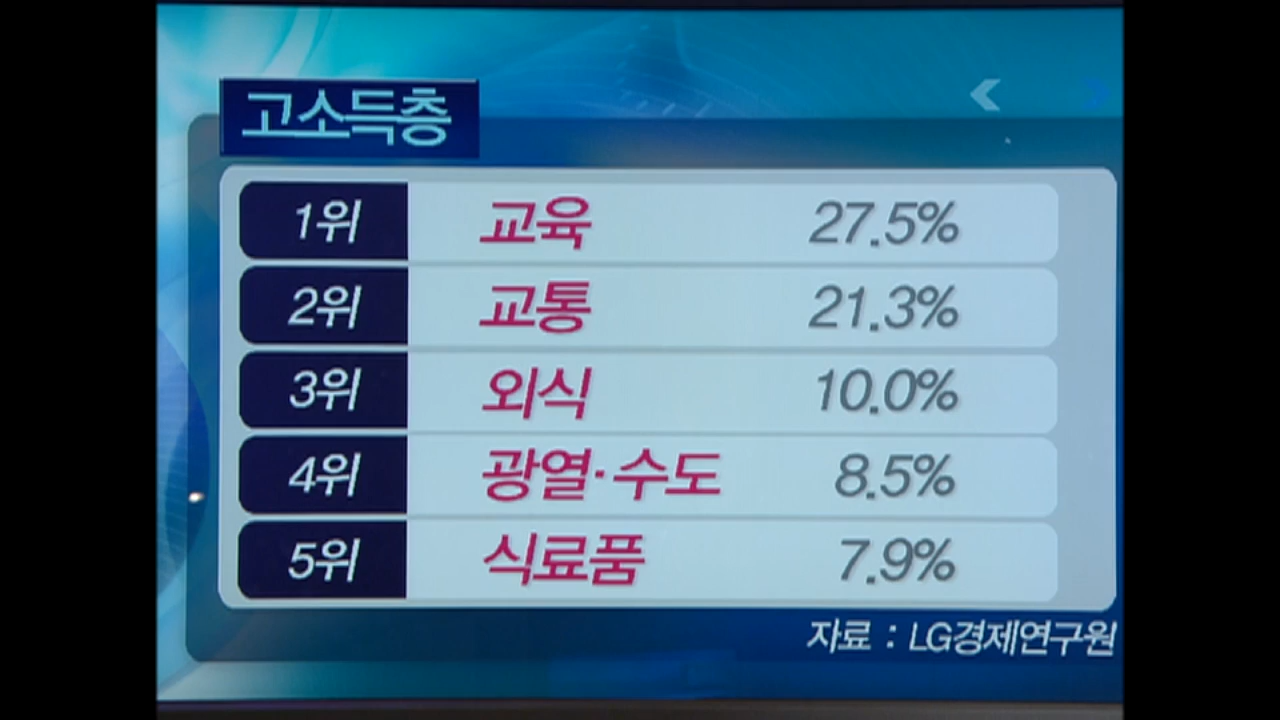 고소득층
1위 교육 27.5%
2위 교통 21.3%
3위 외식 10.0%
4위 광열·수도 8.5%
5위 식료품 7.9%
자료 : LG경제연구원